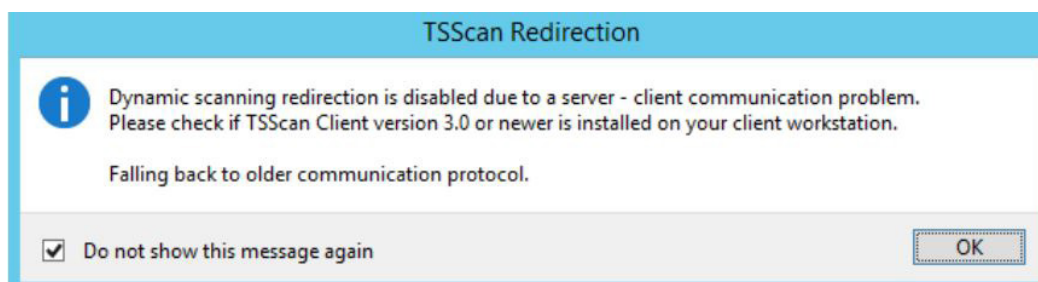 TSScan Redirection
Dynamic scanning redirection is disabled due to a server - client communication problem.
Please check if TSScan Client version 3.0 or newer is installed on your client workstation.
Falling back to older communication protocol.
Do not show this message again
OK